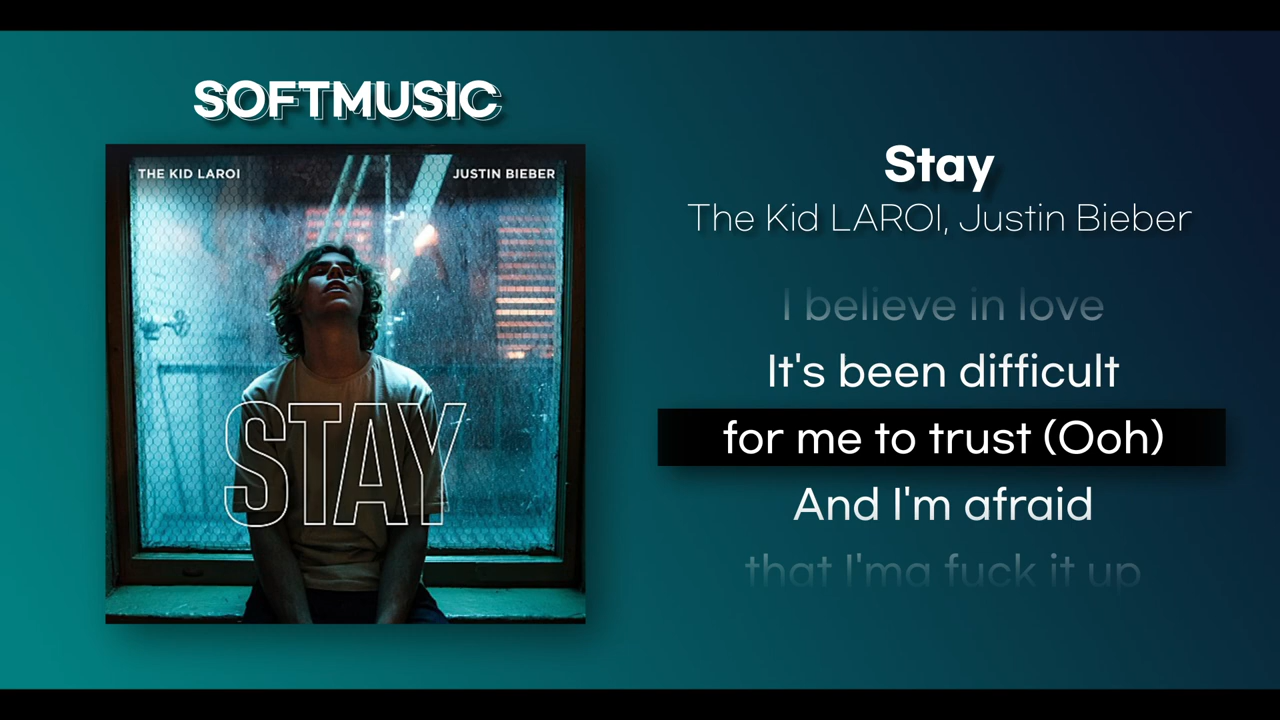 SOFTMUSIC
THE KID LAROI
JUSTIN BIEBER
STAY
Stay
The Kid LAROI, Justin Bieber
I believe in love
It's been difficult
for me to trust (Ooh)
And I'm afraid
that I'ma fuck it up